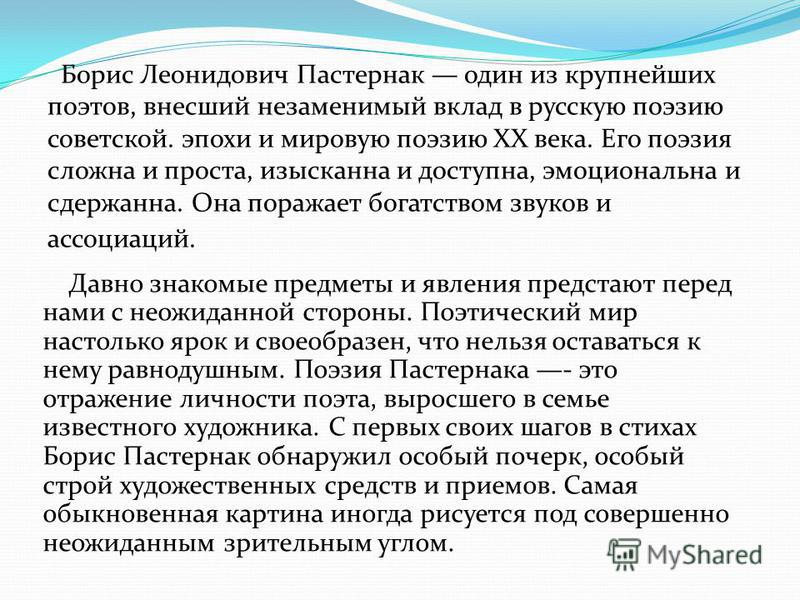 Борис Леонидович Пастернак — один из крупнейших
поэтов, внесший незаменимый вклад в русскую поэзию
советской. эпохи и мировую поэзию XX века. Его поэзия
сложна и проста, изысканна и доступна, эмоциональна и
сдержанна. Она поражает богатством звуков и
ассоциаций.
Давно знакомые предметы и явления предстают перед
нами с неожиданной стороны. Поэтический мир
настолько ярок и своеобразен, что нельзя оставаться к
нему равнодушным. Поэзия Пастернака —- это
отражение личности поэта, выросшего в семье
известного художника. С первых своих шагов в стихах
Борис Пастернак обнаружил особый почерк, особый
строй художественных средств и приемов. Самая
обыкновенная картина иногда рисуется под совершенно
неожиданным зрительным углом.
MyShared